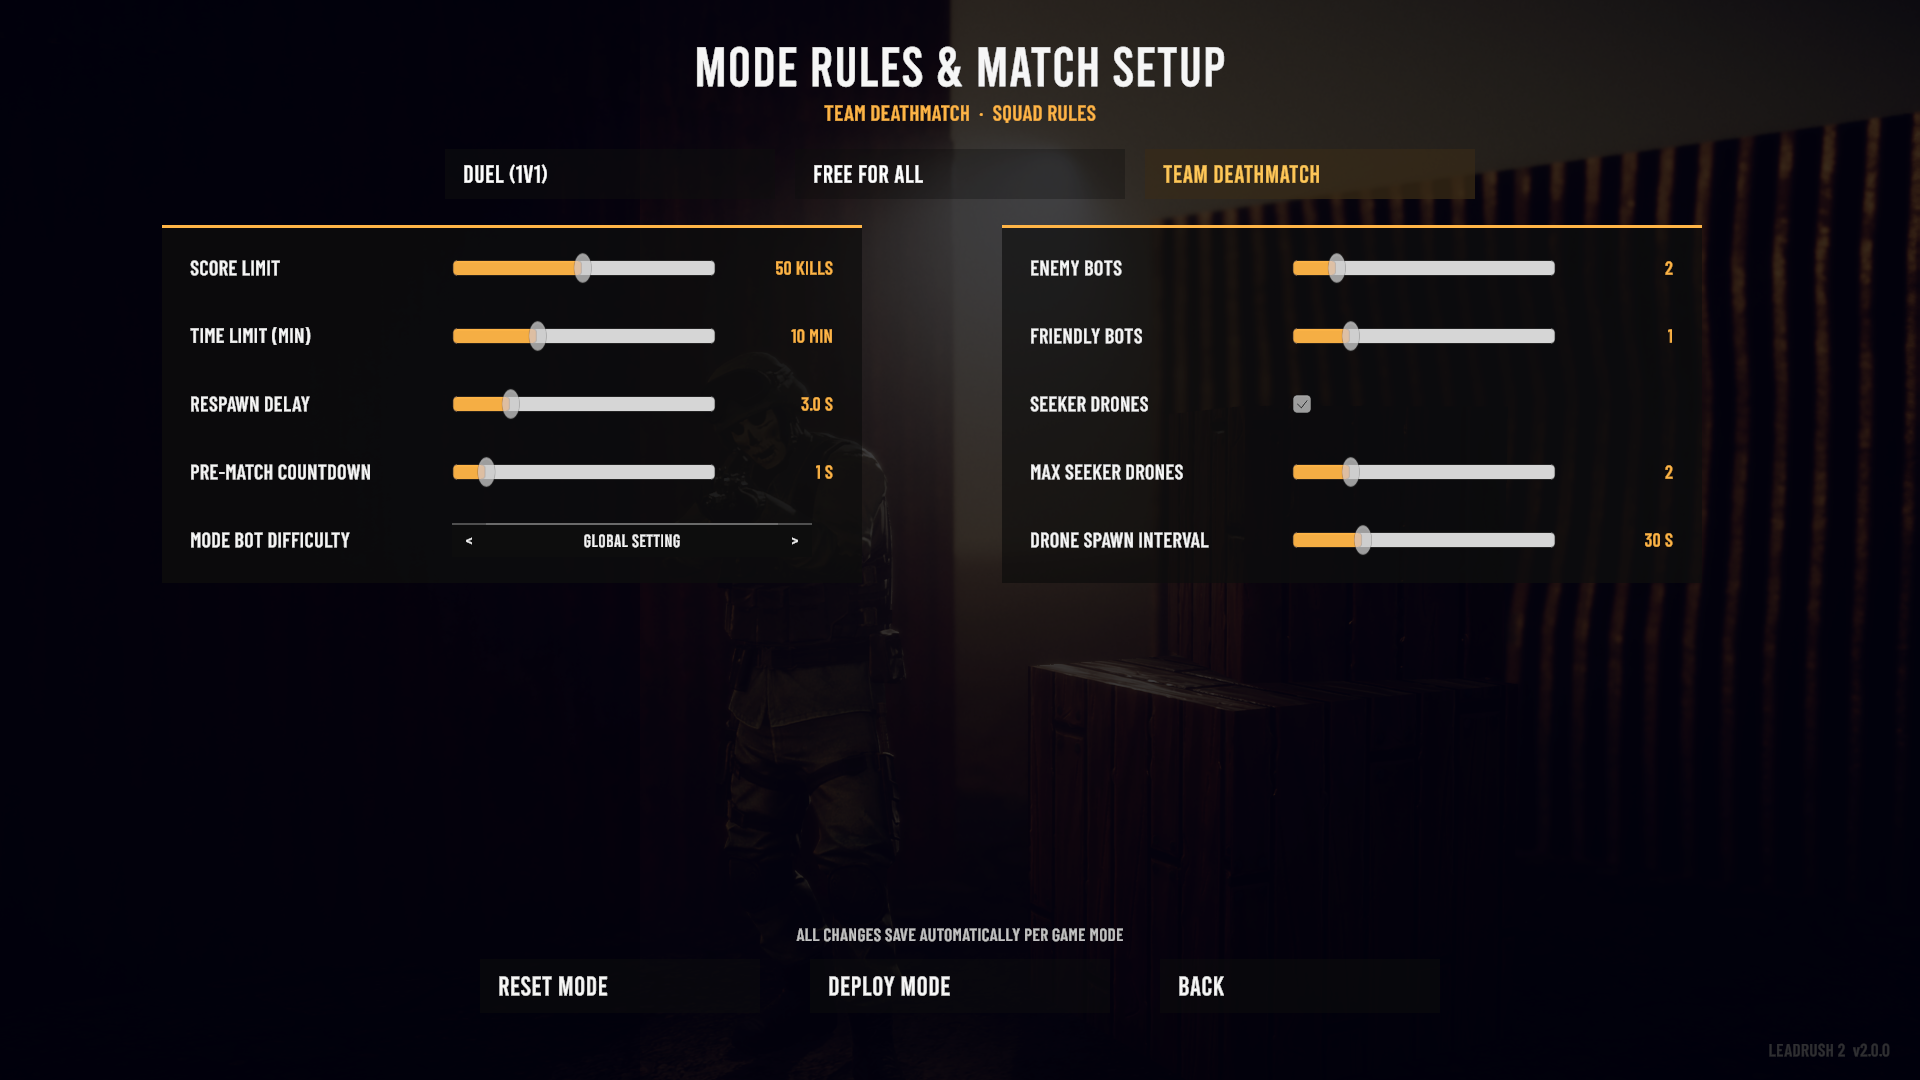 MODE RULES & MATCH SETUP
TEAM DEATHMATCH · SQUAD RULES
DUEL (1V1)
FREE FOR ALL
TEAM DEATHMATCH
SCORE LIMIT
50 KILLS
TIME LIMIT (MIN)
10 MIN
RESPAWN DELAY
3.0 S
PRE-MATCH COUNTDOWN
1 S
MODE BOT DIFFICULTY
< GLOBAL SETTING >
ENEMY BOTS
2
FRIENDLY BOTS
1
SEEKER DRONES
MAX SEEKER DRONES
2
DRONE SPAWN INTERVAL
30 S
ALL CHANGES SAVE AUTOMATICALLY PER GAME MODE
RESET MODE
DEPLOY MODE
BACK
LEADRUSH 2 v2.0.0